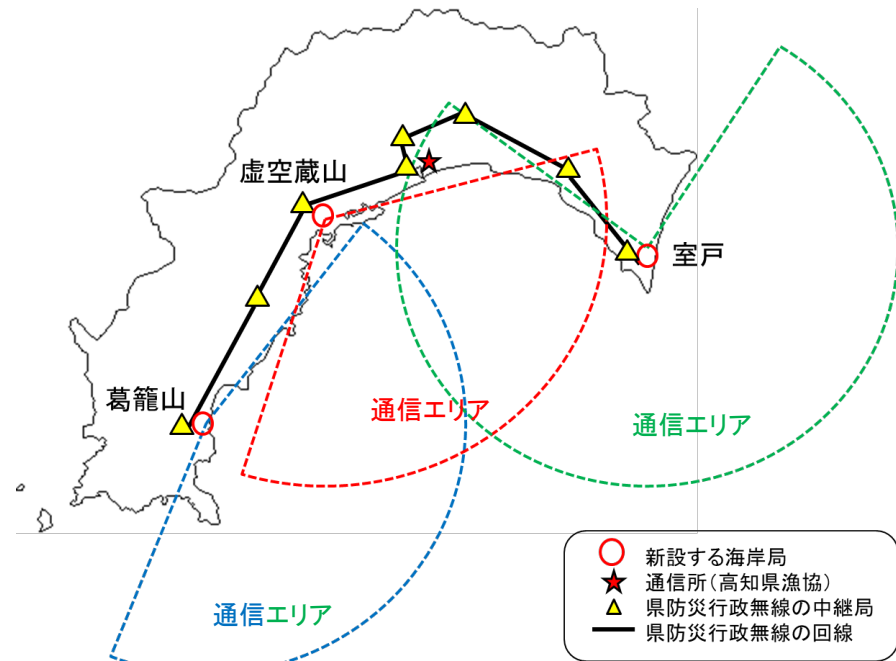 虚空蔵山
室戸
葛籠山
通信エリア
通信エリア
通信エリア
新設する海岸局
通信所(高知県漁協)
県防災行政無線の中継局
県防災行政無線の回線